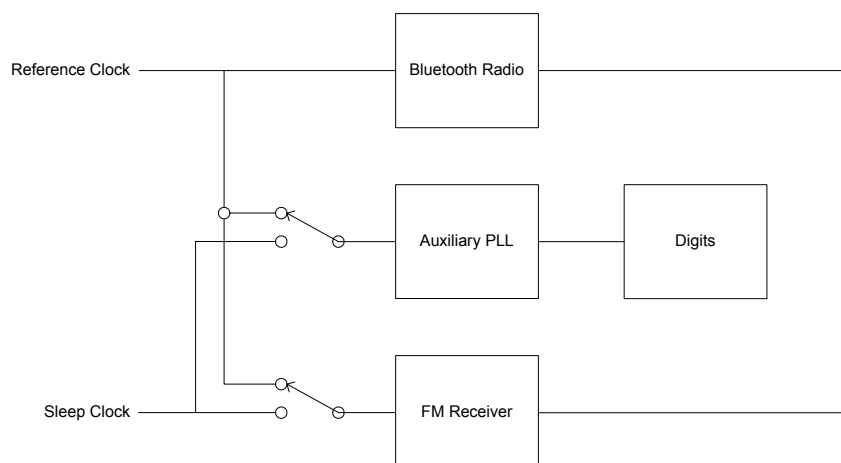 Reference Clock
Bluetooth Radio
Auxiliary PLL
Digits
Sleep Clock
FM Receiver